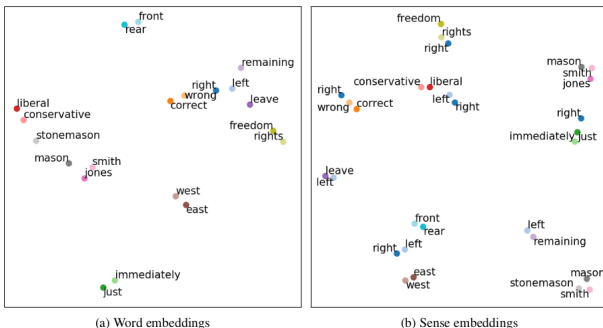 front
rear
remaining
right
left
wrong
correct
leave
liberal
conservative
freedom
rights
stonemason
mason
smith
jones
west
east
immediately
just
(a) Word embeddings
freedom
rights
right
mason
smith
jones
conservative
liberal
right
left
right
wrong
correct
right
immediately
just
leave
left
front
rear
left
right
left
remaining
east
west
mason
stonemason
smith
(b) Sense embeddings